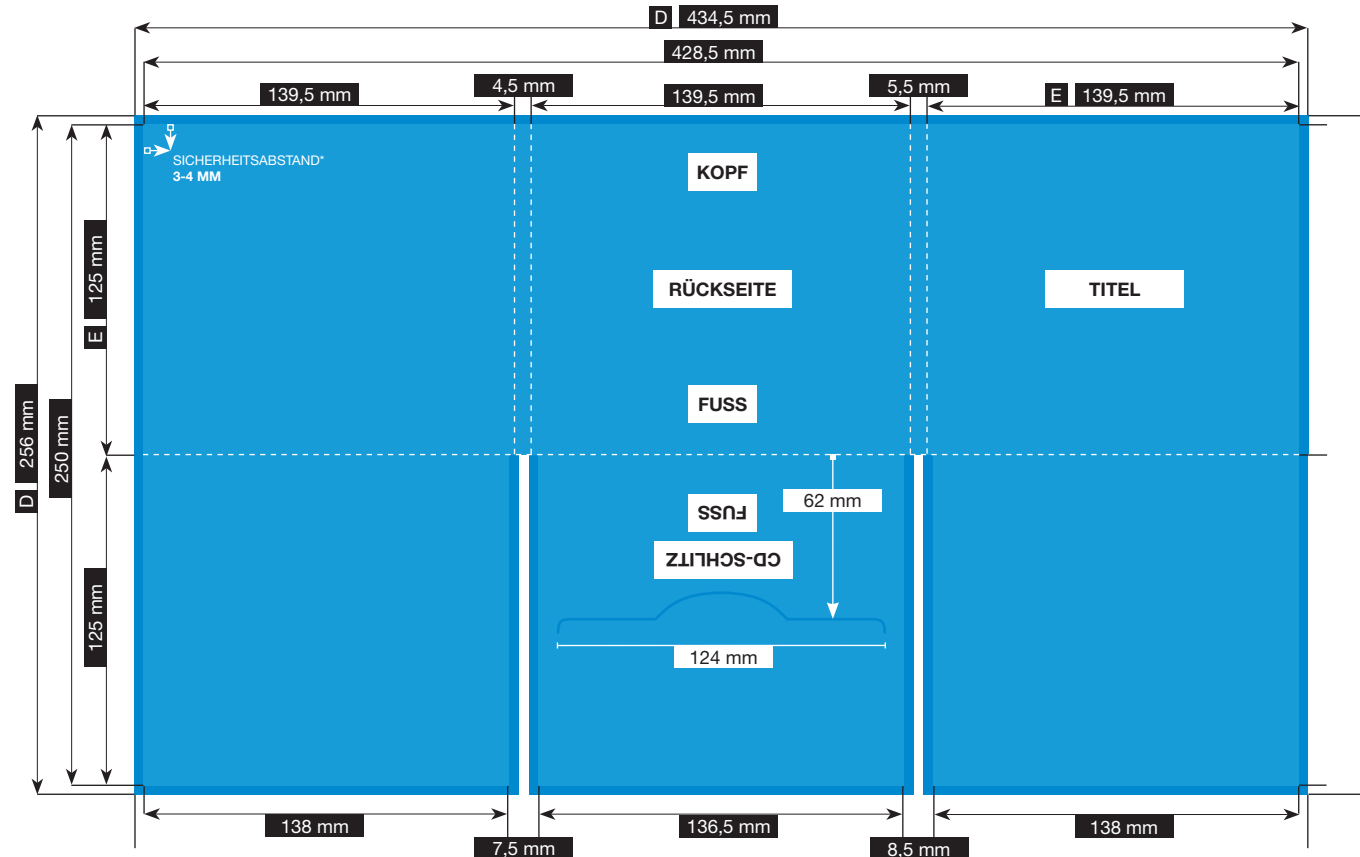 D 434,5 mm
428,5 mm
4,5 mm
5,5 mm
139,5 mm
139,5 mm
E 139,5 mm
SICHERHEITSABSTAND*
3-4 MM
KOPF
RÜCKSEITE
TITEL
FUSS
E 125 mm
D 256 mm
250 mm
125 mm
62 mm
FUSS
CD-SCHLITZ
124 mm
138 mm
136,5 mm
138 mm
7,5 mm
8,5 mm